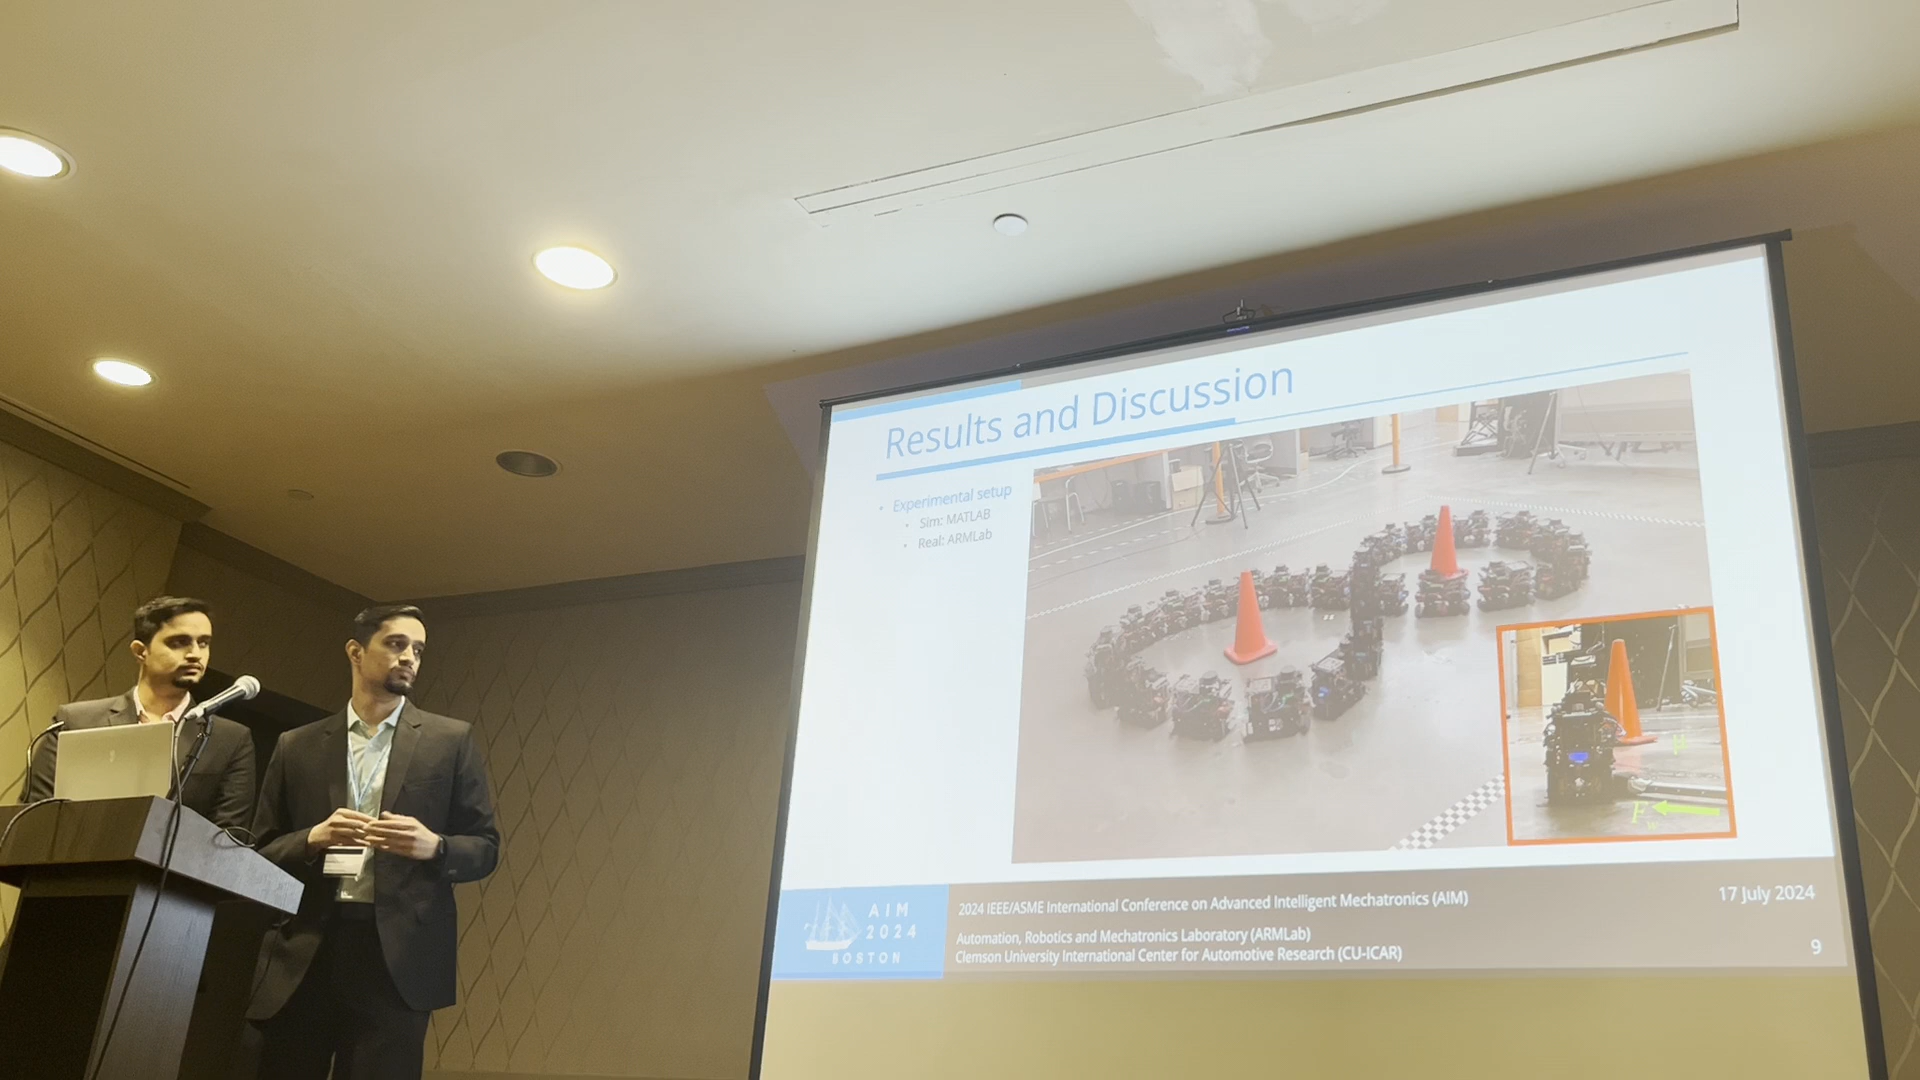 Results and Discussion
• Experimental setup
• Sim: MATLAB
• Real: ARMLab
AIM
2024
BOSTON
2024 IEEE/ASME International Conference on Advanced Intelligent Mechatronics (AIM)
17 July 2024
Automation, Robotics and Mechatronics Laboratory (ARMLab)
Clemson University International Center for Automotive Research (CU-ICAR)
9